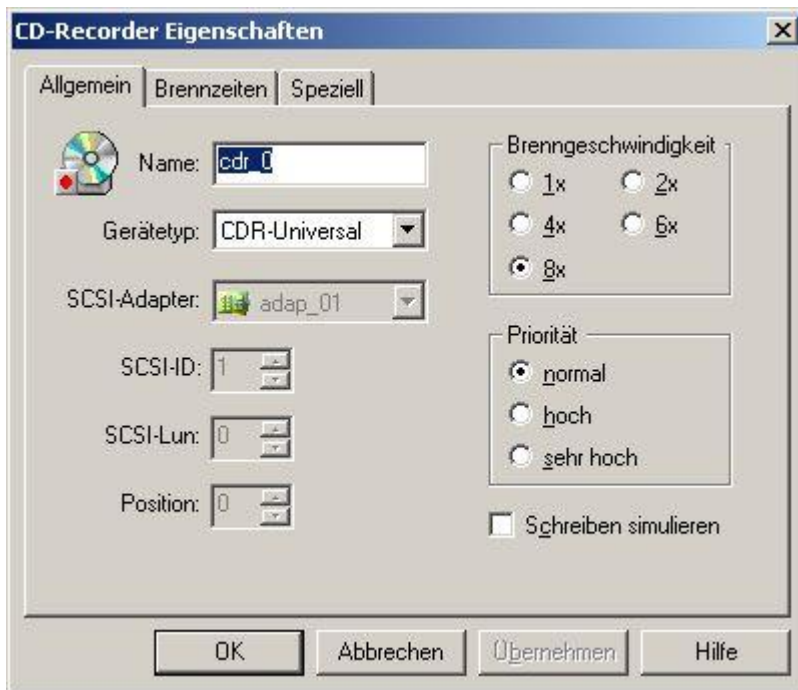 CD-Recorder Eigenschaften
Allgemein
Brennzeiten
Speziell
Name: cdr_0
Gerätetyp: CDR-Universal
SCSI-Adapter: adap_01
SCSI-ID: 1
SCSI-Lun: 0
Position: 0
Brenngeschwindigkeit
1x
2x
4x
6x
8x
Priorität
normal
hoch
sehr hoch
Schreiben simulieren
OK
Abbrechen
Übernehmen
Hilfe